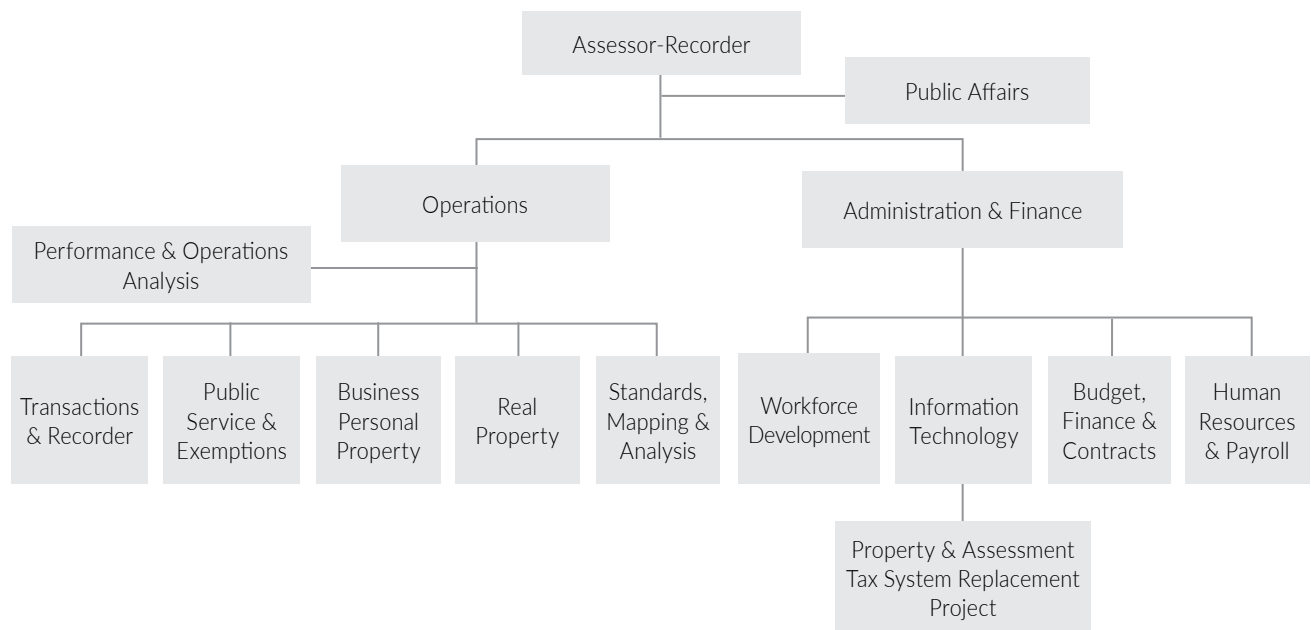 Assessor-Recorder
Public Affairs
Operations
Administration & Finance
Performance & Operations
Analysis
Transactions
& Recorder
Public
Service &
Exemptions
Business
Personal
Property
Real
Property
Standards,
Mapping &
Analysis
Workforce
Development
Information
Technology
Budget,
Finance &
Contracts
Human
Resources
& Payroll
Property & Assessment
Tax System Replacement
Project